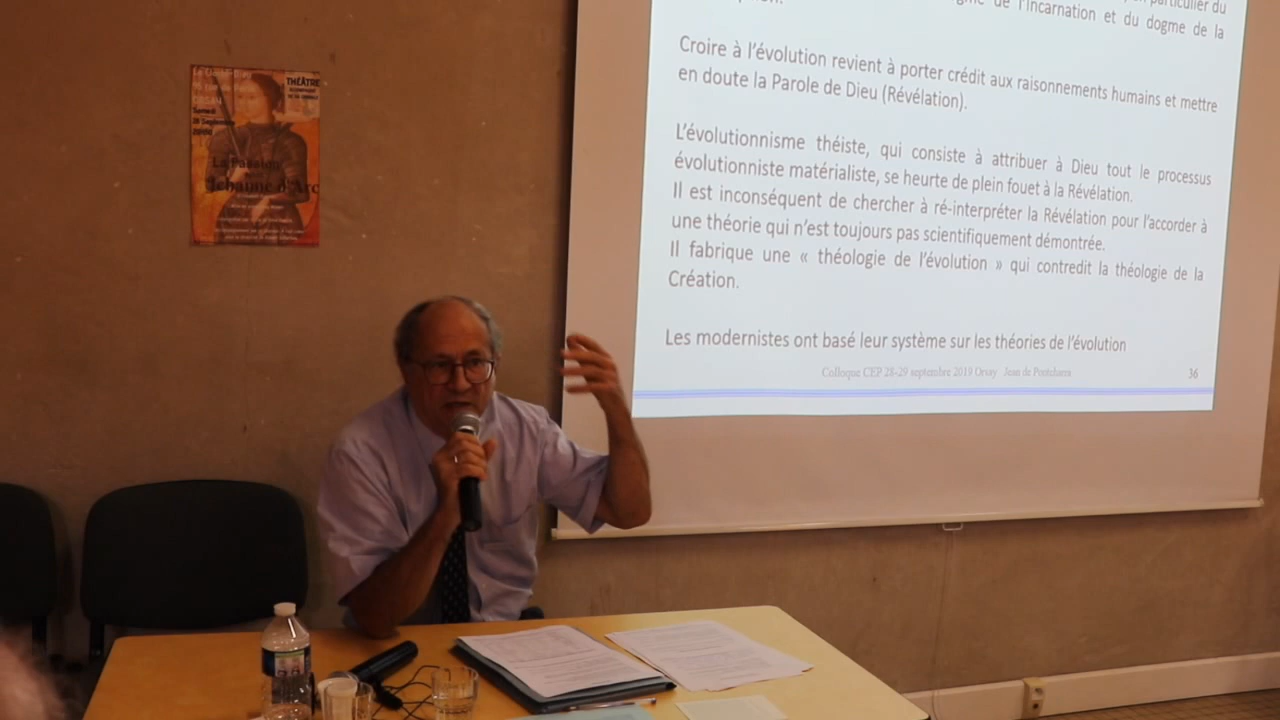 THÉÂTRE
La Passion
Jehanne d'Arc
particulier du
de l'Incarnation et du dogme de la
Croire à l'évolution revient à porter crédit aux raisonnements humains et mettre
en doute la Parole de Dieu (Révélation).
L'évolutionnisme théiste, qui consiste à attribuer à Dieu tout le processus
évolutionniste matérialiste, se heurte de plein fouet à la Révélation.
Il est inconséquent de chercher à ré-interpréter la Révélation pour l'accorder à
une théorie qui n'est toujours pas scientifiquement démontrée.
Il fabrique une « théologie de l'évolution » qui contredit la théologie de la
Création.
Les modernistes ont basé leur système sur les théories de l'évolution
Colloque CEP 28-29 septembre 2019 Orsay Jean de Pontcharra
36